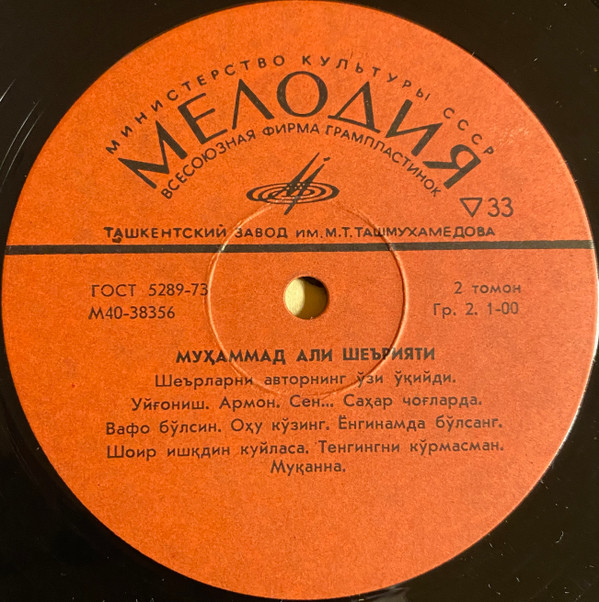 МИНИСТЕРСТВО КУЛЬТУРЫ СССР
МЕЛОДИЯ
ВСЕСОЮЗНАЯ ФИРМА ГРАМПЛАСТИНОК
▽33
ТАШКЕНТСКИЙ ЗАВОД ИМ. М.Т.ТАШМУХАМЕДОВА
ГОСТ 5289-73
М40-38356
2 томон
Гр. 2. 1-00
МУҲАММАД АЛИ ШЕЪРИЯТИ
Шеърларни авторнинг ўзи ўқийди.
Уйғониш. Армон. Сен... Саҳар чоғларда.
Вафо бўлсин. Оҳу кўзинг. Ёнгинамда бўлсанг.
Шоир ишқдин куйласа. Тенгингни кўрмасман.
Муқанна.